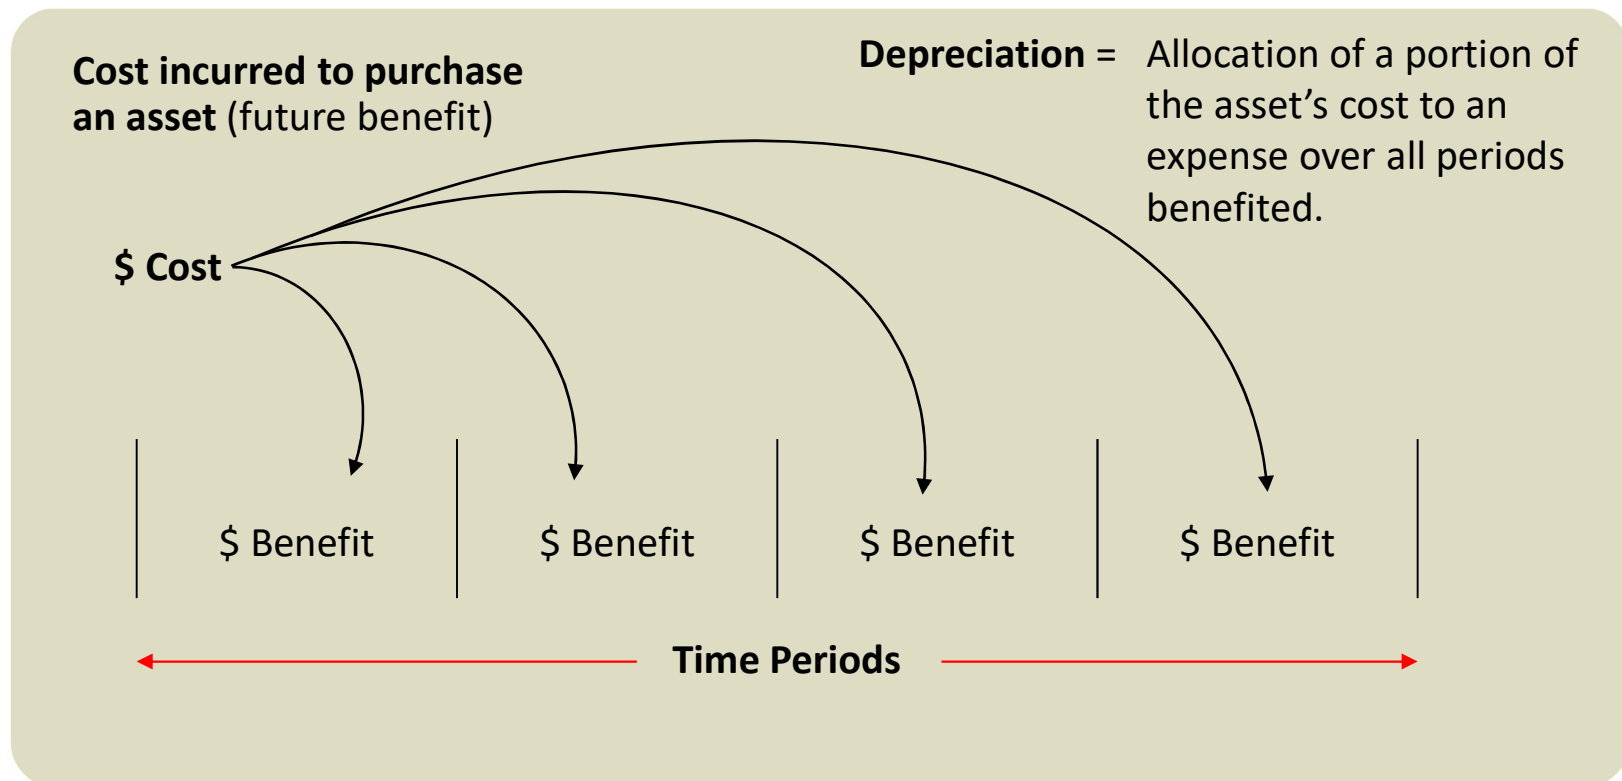 Cost incurred to purchase
an asset (future benefit)
Depreciation = Allocation of a portion of
the asset’s cost to an
expense over all periods
benefited.
$ Cost
$ Benefit $ Benefit $ Benefit $ Benefit
Time Periods